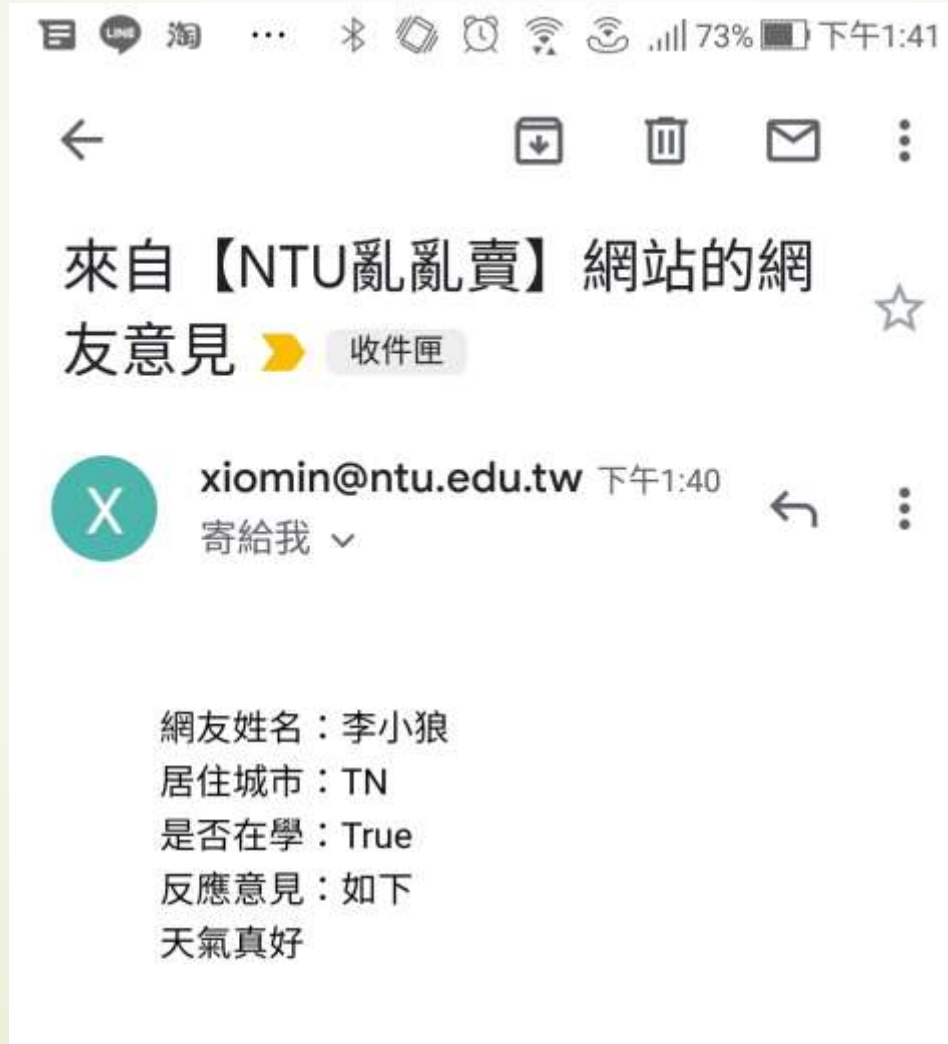 LINE 淘 ... 73% 下午1:41
來自【NTU亂亂賣】網站的網
友意見 收件匣
X
xiomin@ntu.edu.tw 下午1:40
寄給我
網友姓名：李小狼
居住城市：TN
是否在學：True
反應意見：如下
天氣真好